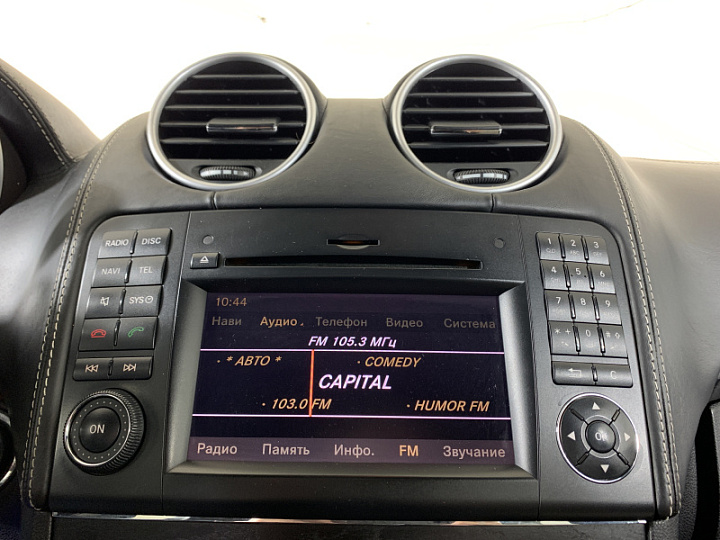 RADIO DISC
NAVI TEL
SYS
ON
10:44
Нави Аудио Телефон Видео Система
FM 105.3 МГц
· * АВТО * · COMEDY
CAPITAL
· 103.0 FM · HUMOR FM
Радио Память Инфо. FM Звучание
1 2 3
4 5 6
7 8 9
* 0 #
C
OK